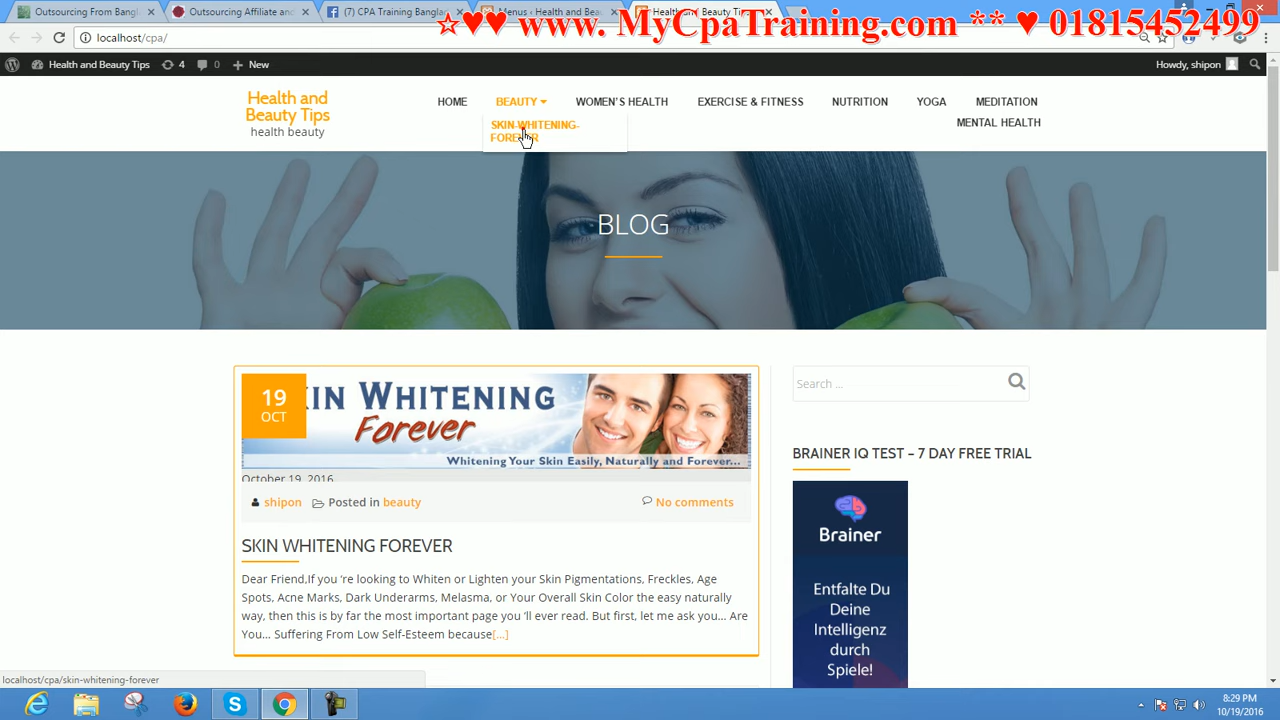 Outsourcing From Bang
Outsourcing Affiliate and
(7) CPA Training Banglar
Menus ‹ Health and Bea
Health and Beauty Tips
☆♥♥ www. MyCpaTraining.com ** ♥ 01815452499
localhost/cpa/
Health and Beauty Tips
4
0
New
Howdy, shipon
Health and
Beauty Tips
health beauty
HOME
BEAUTY
WOMEN'S HEALTH
EXERCISE & FITNESS
NUTRITION
YOGA
MEDITATION
MENTAL HEALTH
SKIN-WHITENING-
FOREVER
BLOG
19
OCT
KIN WHITENING
Forever
Whitening Your Skin Easily, Naturally and Forever...
October 19, 2016
shipon
Posted in beauty
No comments
SKIN WHITENING FOREVER
Dear Friend,If you 're looking to Whiten or Lighten your Skin Pigmentations, Freckles, Age
Spots, Acne Marks, Dark Underarms, Melasma, or Your Overall Skin Color the easy naturally
way, then this is by far the most important page you 'll ever read. But first, let me ask you… Are
You… Suffering From Low Self-Esteem because[...]
Search …
BRAINER IQ TEST – 7 DAY FREE TRIAL
Brainer
Entfalte Du
Deine
Intelligenz
durch
Spiele!
localhost/cpa/skin-whitening-forever
8:29 PM
10/19/2016